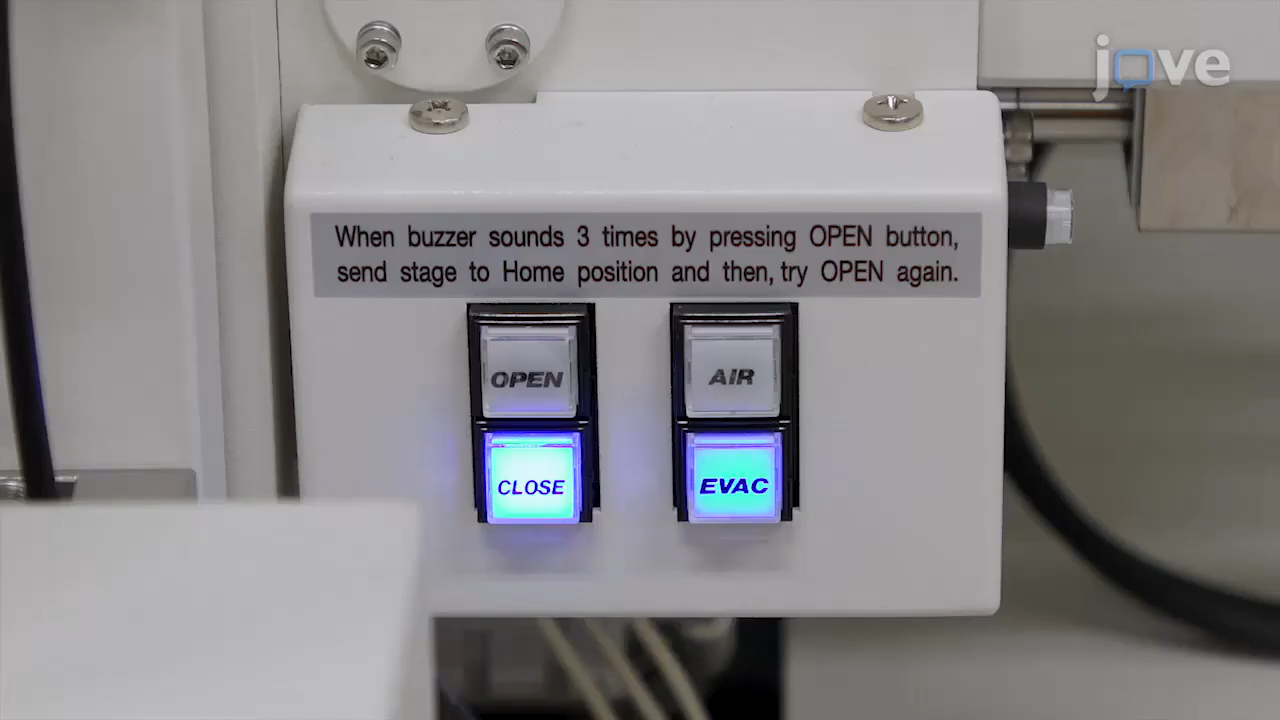 jove
When buzzer sounds 3 times by pressing OPEN button,
send stage to Home position and then, try OPEN again.
OPEN
AIR
CLOSE
EVAC